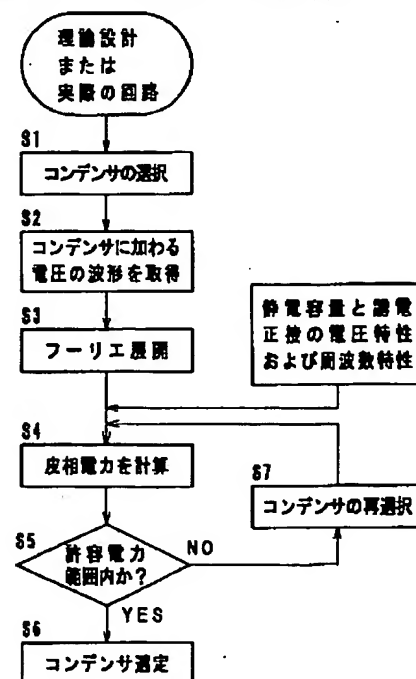 理論設計
または
実際の回路
S1
コンデンサの選択
S2
コンデンサに加わる
電圧の波形を取得
S3
フーリエ展開
静電容量と誘電
正接の電圧特性
および周波数特性
S4
皮相電力を計算
S7
コンデンサの再選択
S5
許容電力
範囲内か?
NO
YES
S6
コンデンサ選定